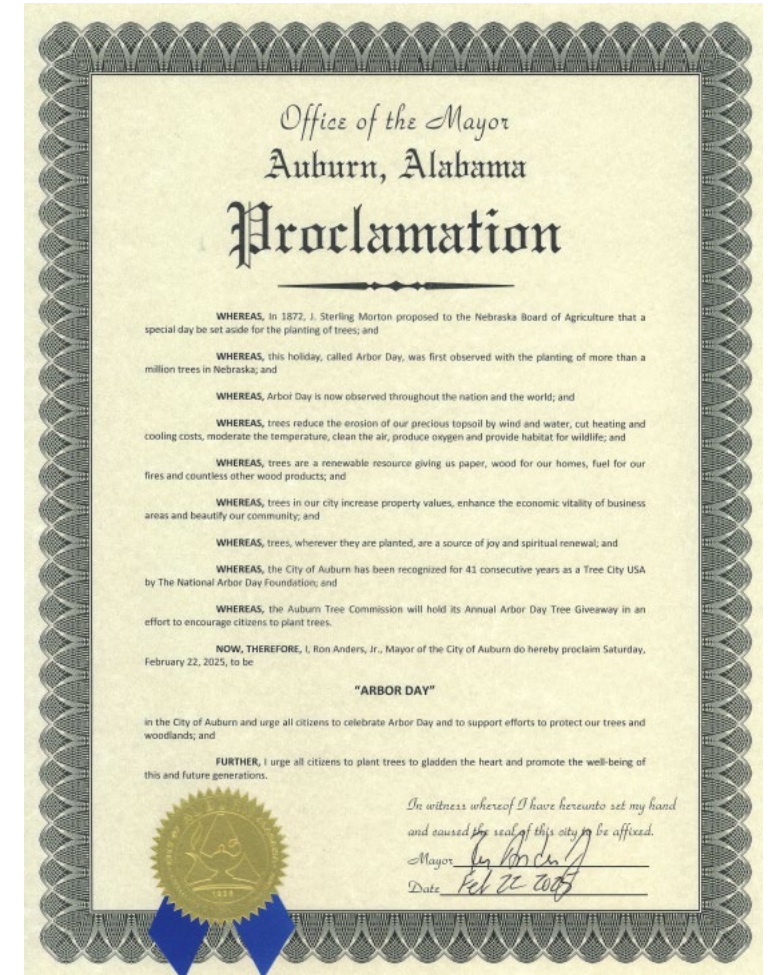 Office of the Mayor
Auburn, Alabama
Proclamation
WHEREAS, In 1872, J. Sterling Morton proposed to the Nebraska Board of Agriculture that a
special day be set aside for the planting of trees; and
WHEREAS, this holiday, called Arbor Day, was first observed with the planting of more than a
million trees in Nebraska; and
WHEREAS, Arbor Day is now observed throughout the nation and the world; and
WHEREAS, trees reduce the erosion of our precious topsoil by wind and water, cut heating and
cooling costs, moderate the temperature, clean the air, produce oxygen and provide habitat for wildlife; and
WHEREAS, trees are a renewable resource giving us paper, wood for our homes, fuel for our
fires and countless other wood products; and
WHEREAS, trees in our city increase property values, enhance the economic vitality of business
areas and beautify our community; and
WHEREAS, trees, wherever they are planted, are a source of joy and spiritual renewal; and
WHEREAS, the City of Auburn has been recognized for 41 consecutive years as a Tree City USA
by The National Arbor Day Foundation; and
WHEREAS, the Auburn Tree Commission will hold its Annual Arbor Day Tree Giveaway in an
effort to encourage citizens to plant trees.
NOW, THEREFORE, I, Ron Anders, Jr., Mayor of the City of Auburn do hereby proclaim Saturday,
February 22, 2025, to be
"ARBOR DAY"
in the City of Auburn and urge all citizens to celebrate Arbor Day and to support efforts to protect our trees and
woodlands; and
FURTHER, I urge all citizens to plant trees to gladden the heart and promote the well-being of
this and future generations.
In witness whereof I have hereunto set my hand
and caused the seal of this city to be affixed.
Mayor
Date Feb 22 2025